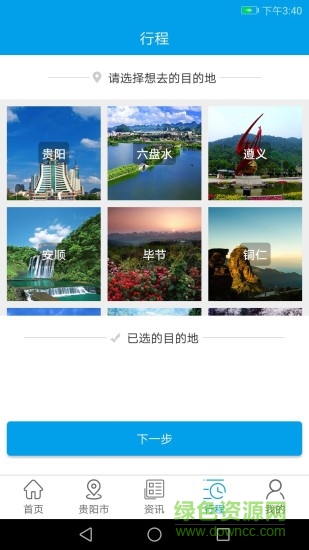 下午3:40
行程
请选择想去的目的地
贵阳
六盘水
遵义
安顺
毕节
铜仁
已选的目的地
下一步
首页
贵阳市
资讯
行程
我的
绿色资源网
www.downcc.com